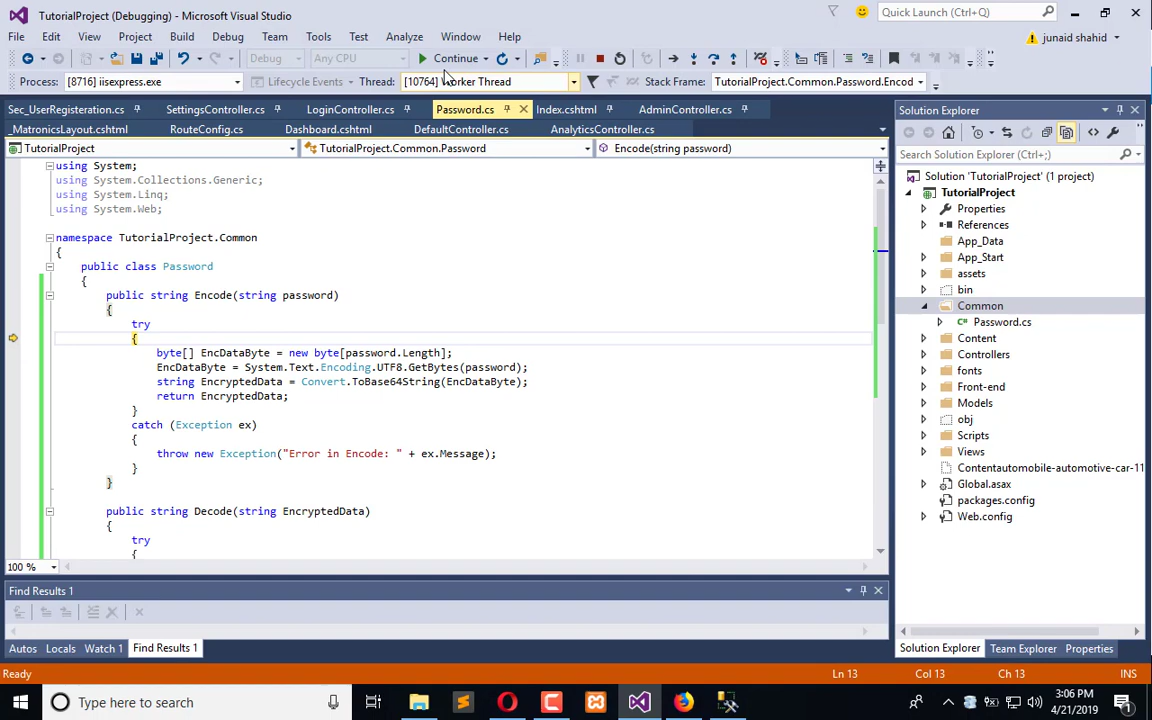 TutorialProject (Debugging) - Microsoft Visual Studio
Quick Launch (Ctrl+Q)
File Edit View Project Build Debug Team Tools Test Analyze Window Help
junaid shahid
Debug Any CPU Continue
Process: [8716] iisexpress.exe Lifecycle Events Thread: [10764] Worker Thread Stack Frame: TutorialProject.Common.Password.Encod
Sec_UserRegisteration.cs SettingsController.cs LoginController.cs Password.cs Index.cshtml AdminController.cs
_MatronicsLayout.cshtml RouteConfig.cs Dashboard.cshtml DefaultController.cs AnalyticsController.cs
TutorialProject TutorialProject.Common.Password Encode(string password)
using System;
using System.Collections.Generic;
using System.Linq;
using System.Web;
namespace TutorialProject.Common
{
public class Password
{
public string Encode(string password)
{
try
{
byte[] EncDataByte = new byte[password.Length];
EncDataByte = System.Text.Encoding.UTF8.GetBytes(password);
string EncryptedData = Convert.ToBase64String(EncDataByte);
return EncryptedData;
}
catch (Exception ex)
{
throw new Exception("Error in Encode: " + ex.Message);
}
}
public string Decode(string EncryptedData)
{
try
{
100 %
Solution Explorer
Search Solution Explorer (Ctrl+;)
Solution 'TutorialProject' (1 project)
TutorialProject
Properties
References
App_Data
App_Start
assets
bin
Common
Password.cs
Content
Controllers
fonts
Front-end
Models
obj
Scripts
Views
Contentautomobile-automotive-car-11
Global.asax
packages.config
Web.config
Find Results 1
Autos Locals Watch 1 Find Results 1
Solution Explorer Team Explorer Properties
Ready Ln 13 Col 13 Ch 13 INS
Type here to search
3:06 PM
4/21/2019